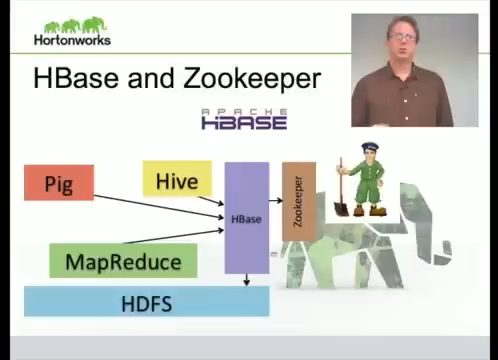 Hortonworks
HBase and Zookeeper
APACHE
HBASE
Pig
Hive
HBase
Zookeeper
MapReduce
HDFS